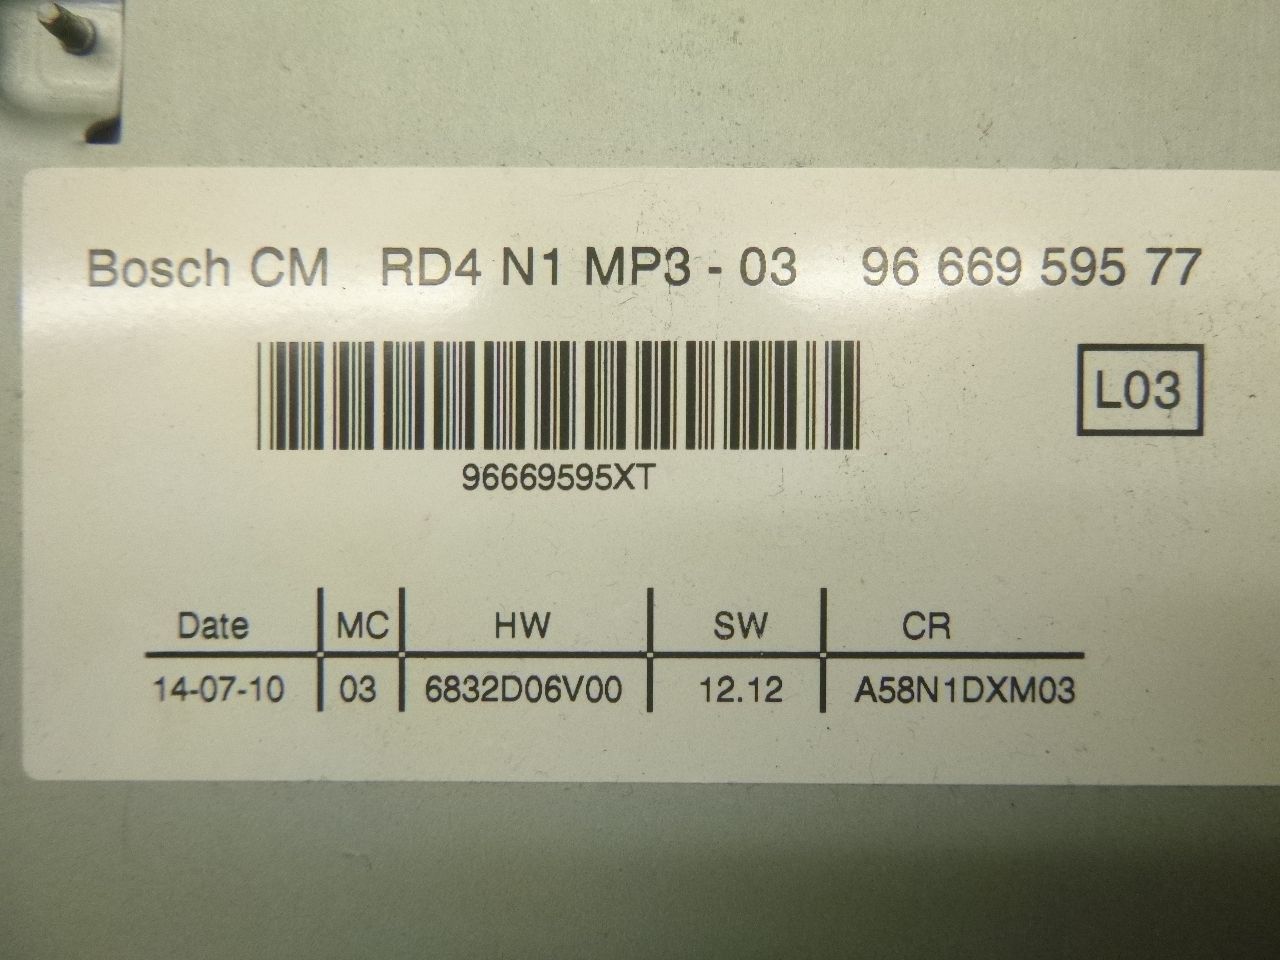 Bosch CM RD4 N1 MP3 - 03 96 669 595 77
L03
96669595XT
Date MC HW SW CR
14-07-10 03 6832D06V00 12.12 A58N1DXM03